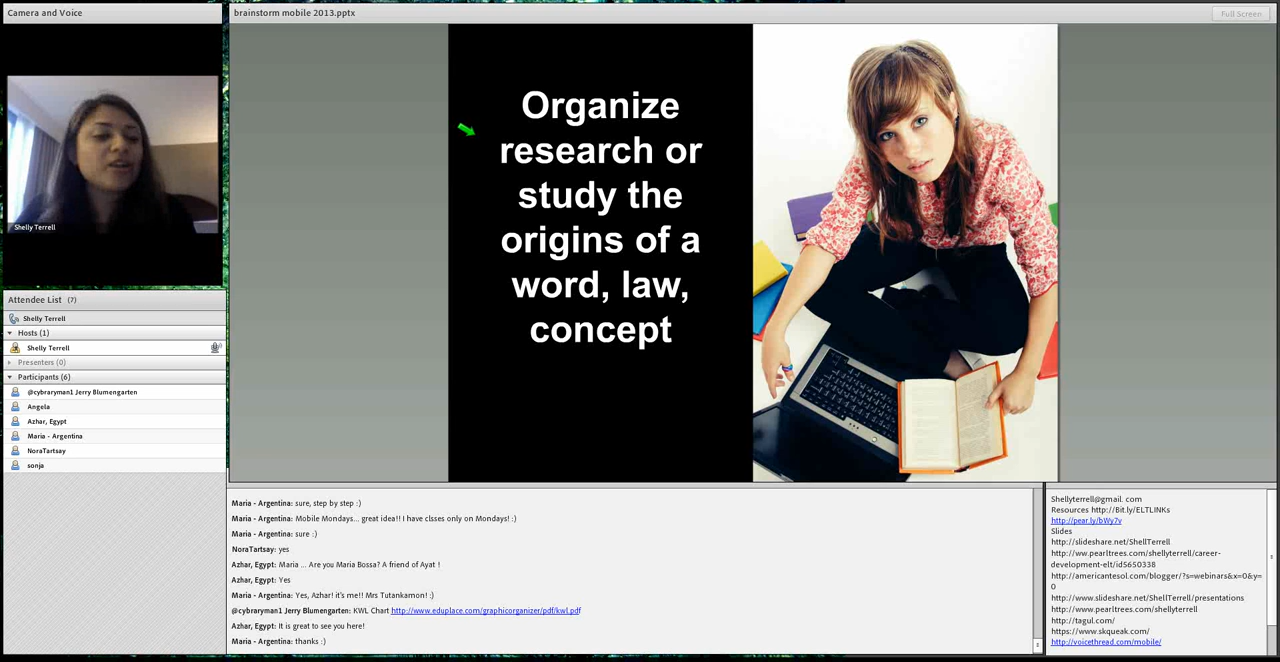 Camera and Voice
Shelly Terrell
Attendee List (7)
Shelly Terrell
Hosts (1)
Shelly Terrell
Presenters (0)
Participants (6)
@cybraryman1 Jerry Blumengarten
Angela
Azhar, Egypt
Maria - Argentina
NoraTartsay
sonja
brainstorm mobile 2013.pptx
Full Screen
Organize
research or
study the
origins of a
word, law,
concept
Maria - Argentina: sure, step by step :)
Maria - Argentina: Mobile Mondays... great idea!! I have clsses only on Mondays! :)
Maria - Argentina: sure :)
NoraTartsay: yes
Azhar, Egypt: Maria ... Are you Maria Bossa? A friend of Ayat !
Azhar, Egypt: Yes
Maria - Argentina: Yes, Azhar! it's me!! Mrs Tutankamon! :)
@cybraryman1 Jerry Blumengarten: KWL Chart http://www.eduplace.com/graphicorganizer/pdf/kwl.pdf
Azhar, Egypt: It is great to see you here!
Maria - Argentina: thanks :)
Shellyterrell@gmail. com
Resources http://Bit.ly/ELTLINKs
http://pear.ly/bWy7v
Slides
http://slideshare.net/ShellTerrell
http://ww.pearltrees.com/shellyterrell/career-
development-elt/id5650338
http://americantesol.com/blogger/?s=webinars&x=0&y=
0
http://www.slideshare.net/ShellTerrell/presentations
http://www.pearltrees.com/shellyterrell
http://tagul.com/
https://www.skqueak.com/
http://voicethread.com/mobile/